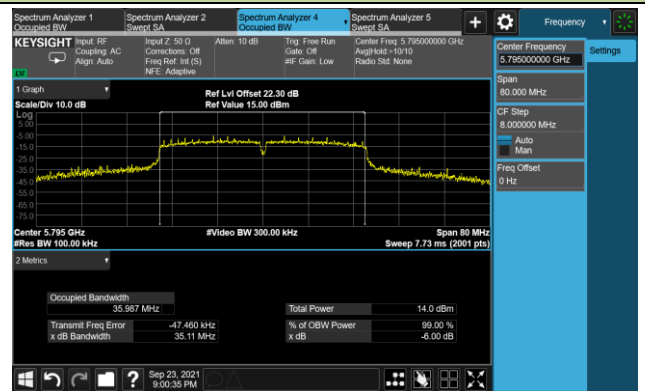 Spectrum Analyzer 1
Occupied BW
Spectrum Analyzer 2
Swept SA
Spectrum Analyzer 4
Occupied BW
Spectrum Analyzer 5
Swept SA
+
Frequency
KEYSIGHT
Input: RF
Coupling: AC
Align: Auto
Input Z: 50 Ω
Corrections: Off
Freq Ref: Int (S)
NFE: Adaptive
Atten: 10 dB
Trig: Free Run
Gate: Off
#IF Gain: Low
Center Freq: 5.795000000 GHz
Avg|Hold:>10/10
Radio Std: None
Center Frequency
5.795000000 GHz
Settings
Span
80.000 MHz
CF Step
8.000000 MHz
Auto
Man
Freq Offset
0 Hz
1 Graph
Scale/Div 10.0 dB
Ref Lvl Offset 22.30 dB
Ref Value 15.00 dBm
Log
5.00
-5.00
-15.0
-25.0
-35.0
-45.0
-55.0
-65.0
-75.0
Center 5.795 GHz
#Res BW 100.00 kHz
#Video BW 300.00 kHz
Span 80 MHz
Sweep 7.73 ms (2001 pts)
2 Metrics
Occupied Bandwidth
35.987 MHz
Total Power 14.0 dBm
Transmit Freq Error -47.460 kHz
% of OBW Power 99.00 %
x dB Bandwidth 35.11 MHz
x dB -6.00 dB
?
Sep 23, 2021
9:00:35 PM